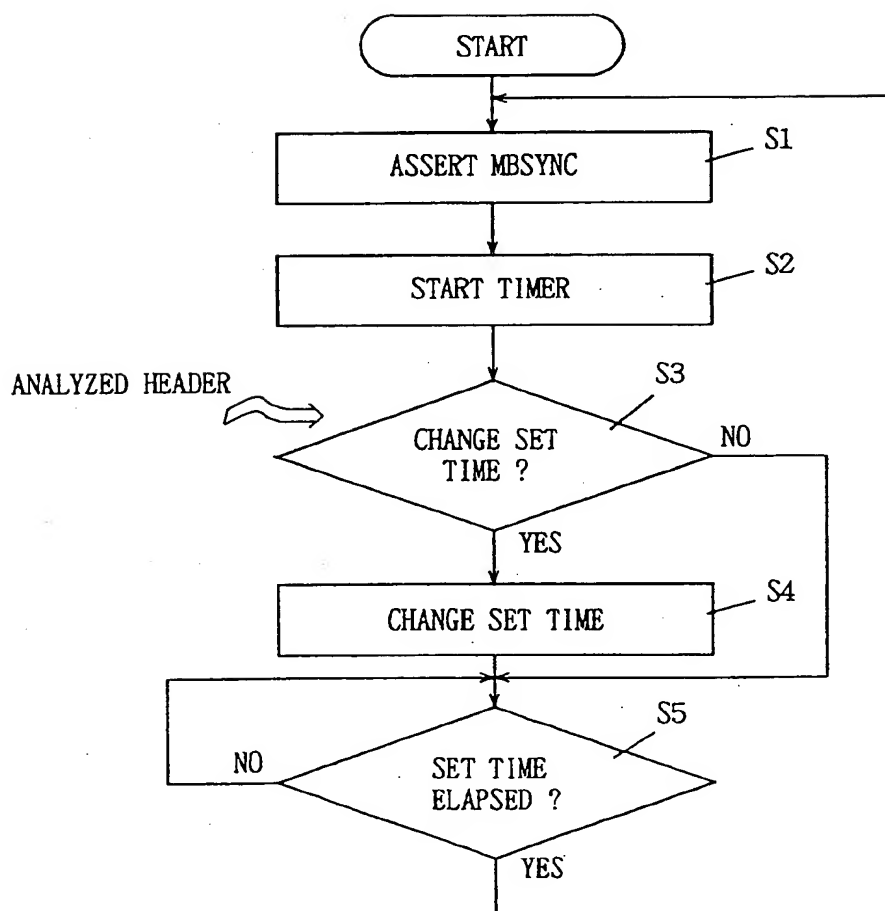 START
S1
ASSERT MBSYNC
S2
START TIMER
ANALYZED HEADER
S3
CHANGE SET
TIME ?
NO
YES
S4
CHANGE SET TIME
S5
NO
SET TIME
ELAPSED ?
YES